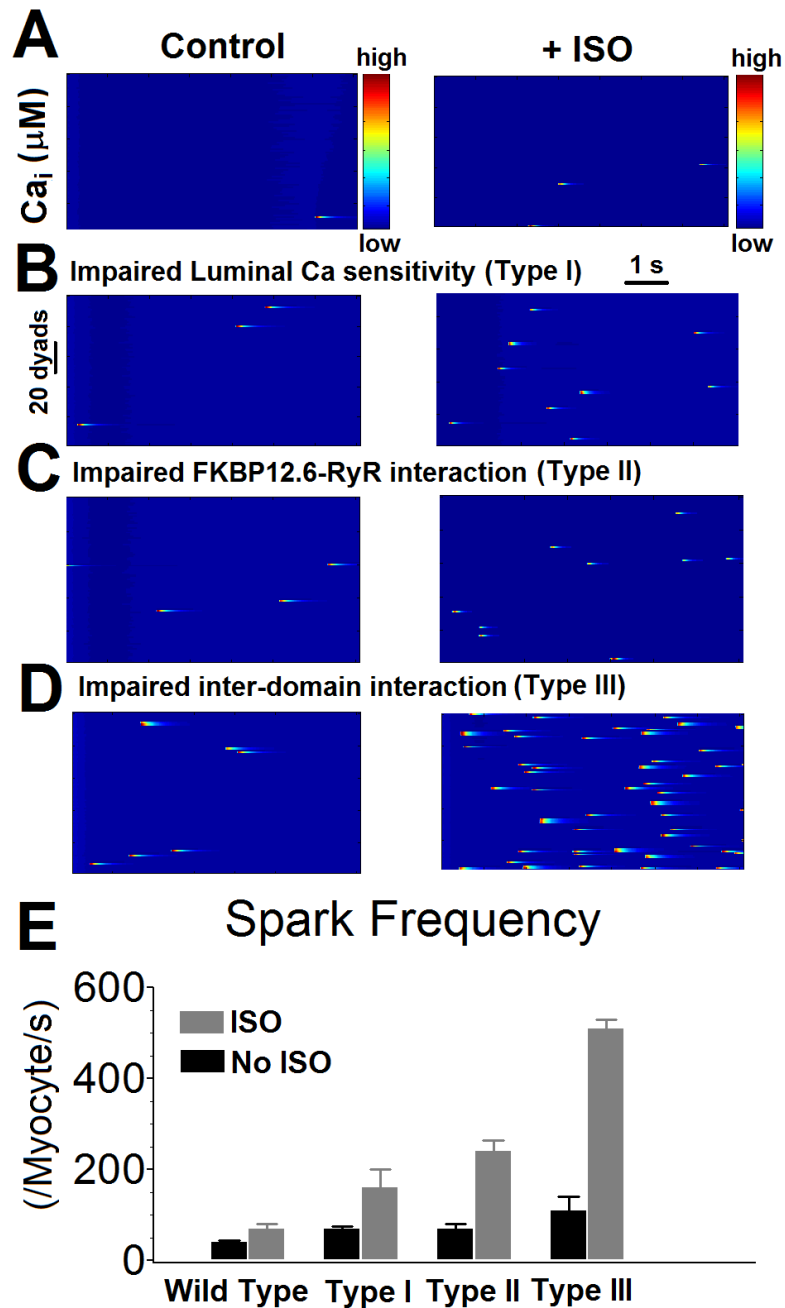 A
Control
+ ISO
high
high
Cai (μM)
low
low
B
Impaired Luminal Ca sensitivity (Type I)
1 s
20 dyads
C
Impaired FKBP12.6-RyR interaction (Type II)
D
Impaired inter-domain interaction (Type III)
E
Spark Frequency
(/Myocyte/s)
600
400
200
0
ISO
No ISO
Wild Type
Type I
Type II
Type III